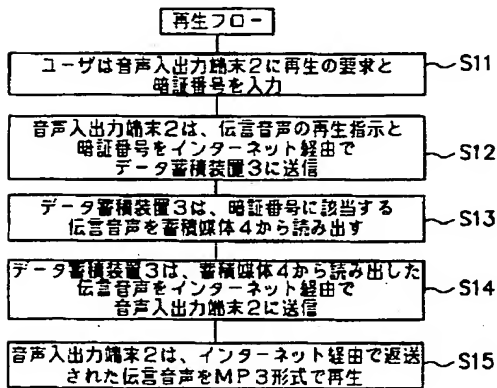 再生フロー
ユーザは音声入出力端末2に再生の要求と
暗証番号を入力
S11
音声入出力端末2は、伝言音声の再生指示と
暗証番号をインターネット経由で
データ蓄積装置3に送信
S12
データ蓄積装置3は、暗証番号に該当する
伝言音声を蓄積媒体4から読み出す
S13
データ蓄積装置3は、蓄積媒体4から読み出した
伝言音声をインターネット経由で
音声入出力端末2に送信
S14
音声入出力端末2は、インターネット経由で返送
された伝言音声をMP3形式で再生
S15